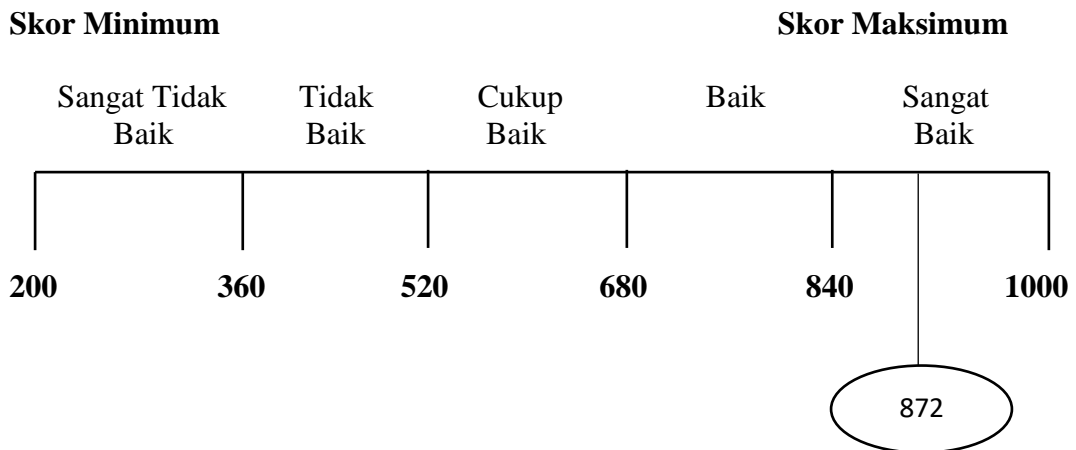 Skor Minimum Skor Maksimum
Sangat Tidak Tidak Cukup Baik Sangat
Baik Baik Baik Baik
200 360 520 680 840 1000
872